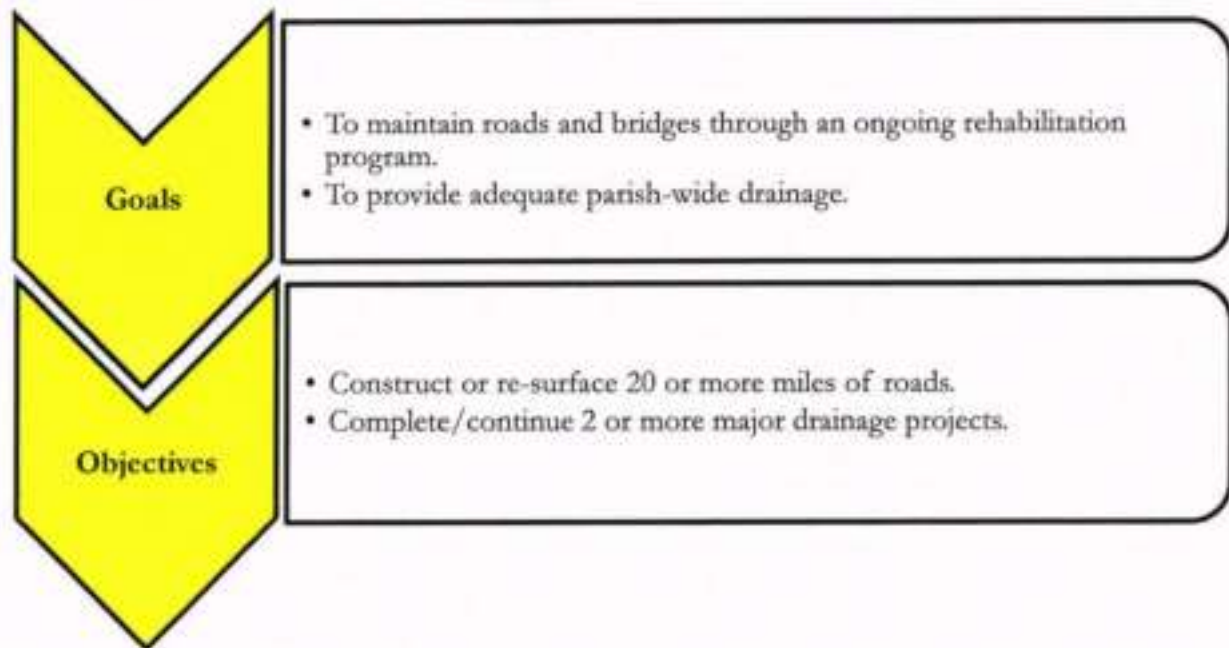 Goals
• To maintain roads and bridges through an ongoing rehabilitation
program.
• To provide adequate parish-wide drainage.
Objectives
• Construct or re-surface 20 or more miles of roads.
• Complete/continue 2 or more major drainage projects.